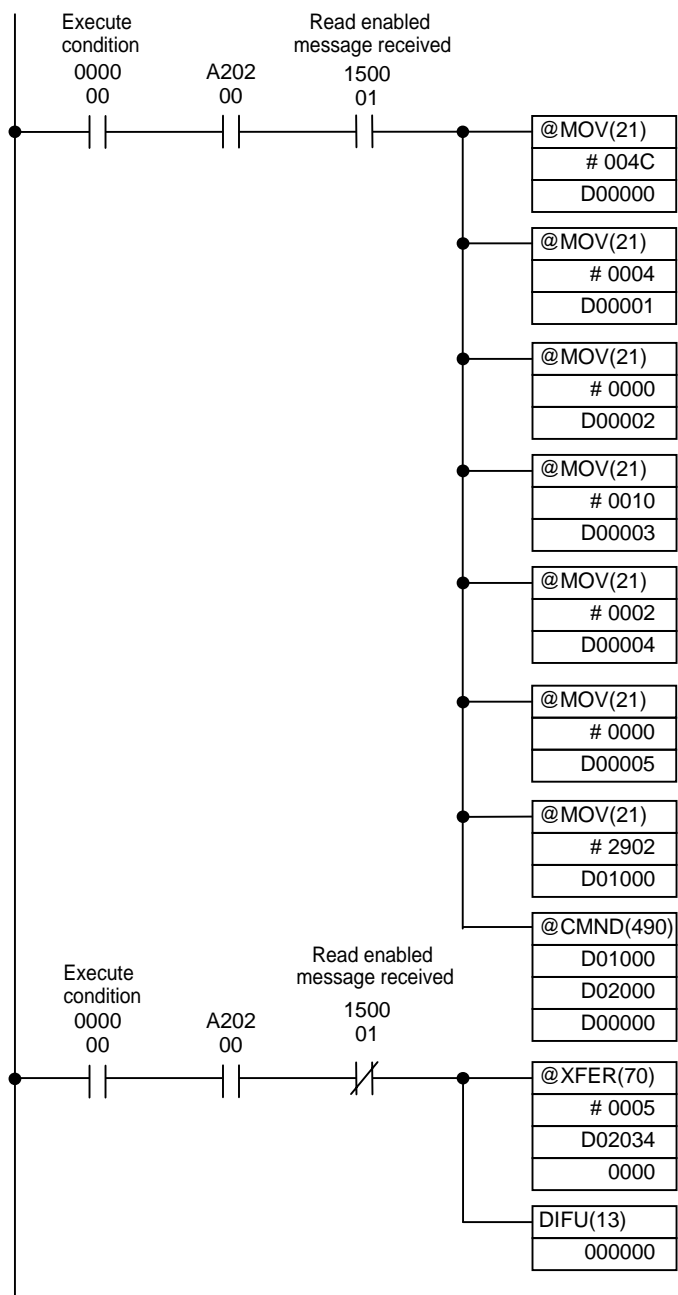 Execute
condition
0000
00
A202
00
Read enabled
message received
1500
01
@MOV(21)
# 004C
D00000
@MOV(21)
# 0004
D00001
@MOV(21)
# 0000
D00002
@MOV(21)
# 0010
D00003
@MOV(21)
# 0002
D00004
@MOV(21)
# 0000
D00005
@MOV(21)
# 2902
D01000
@CMND(490)
D01000
D02000
D00000
Execute
condition
0000
00
A202
00
Read enabled
message received
1500
01
@XFER(70)
# 0005
D02034
0000
DIFU(13)
000000